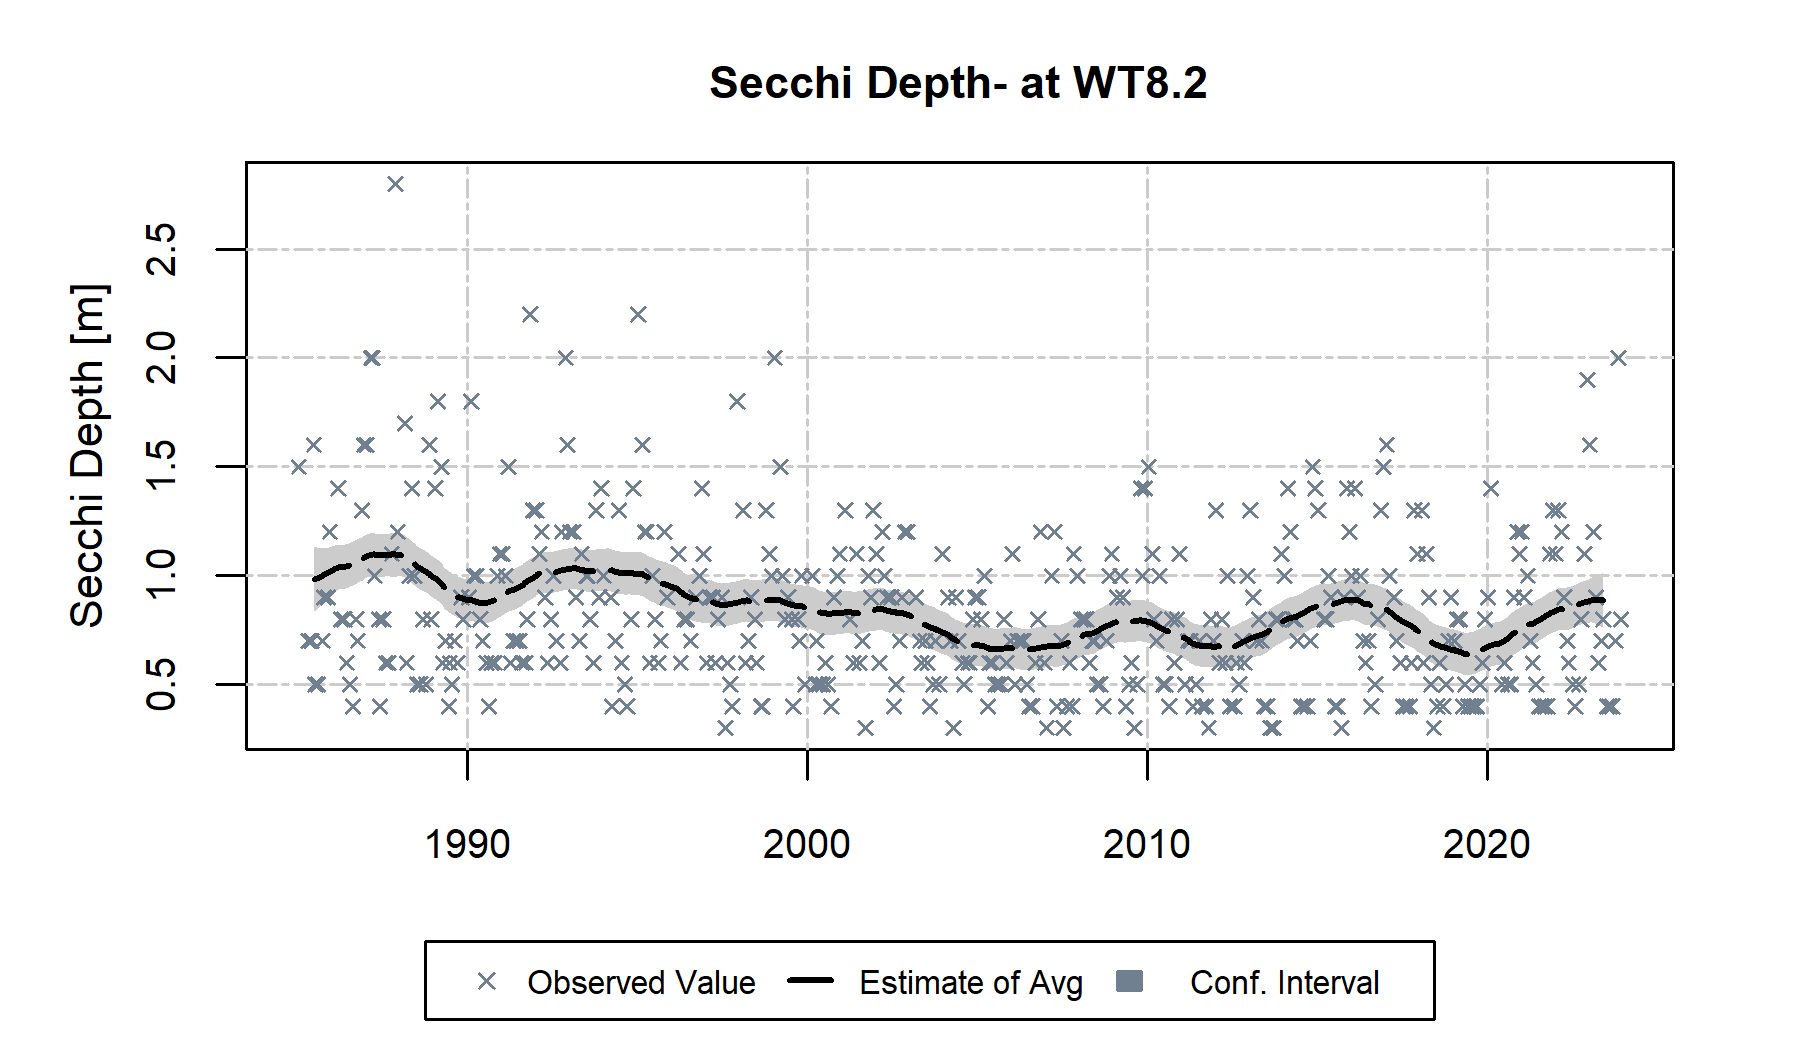 Secchi Depth- at WT8.2
Secchi Depth [m]
2.5
2.0
1.5
1.0
0.5
1990 2000 2010 2020
Observed Value Estimate of Avg Conf. Interval